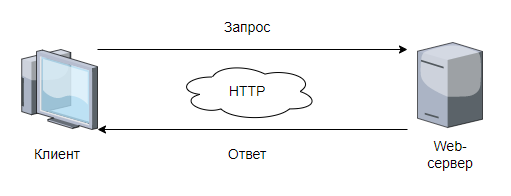 Запрос
HTTP
Клиент
Ответ
Web-
сервер